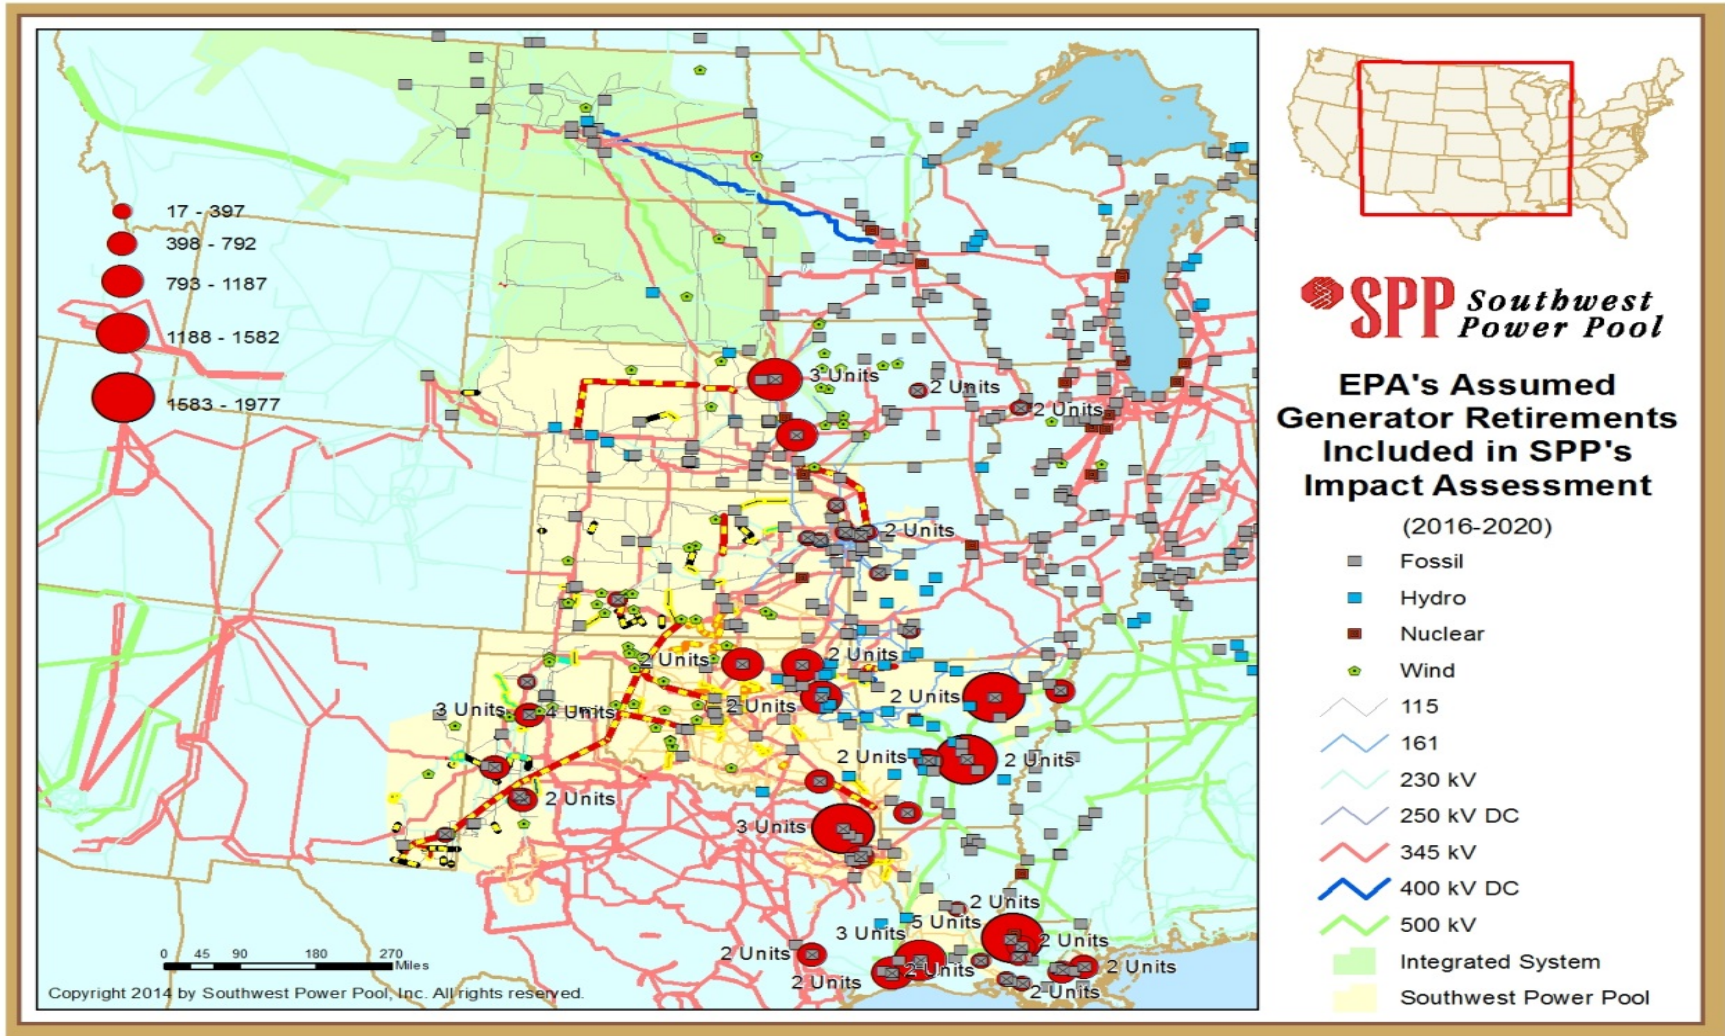 17 - 397
398 - 792
793 - 1187
1188 - 1582
1583 - 1977
3 Units
2 Units
2 Units
2 Units
2 Units
2 Units
2 Units
2 Units
3 Units
4 Units
2 Units
2 Units
2 Units
3 Units
2 Units
5 Units
3 Units
2 Units
2 Units
2 Units
2 Units
2 Units
2 Units
0 45 90 180 270
Miles
Copyright 2014 by Southwest Power Pool, Inc. All rights reserved.
SPP Southwest
Power Pool
EPA's Assumed
Generator Retirements
Included in SPP's
Impact Assessment
(2016-2020)
Fossil
Hydro
Nuclear
Wind
115
161
230 kV
250 kV DC
345 kV
400 kV DC
500 kV
Integrated System
Southwest Power Pool